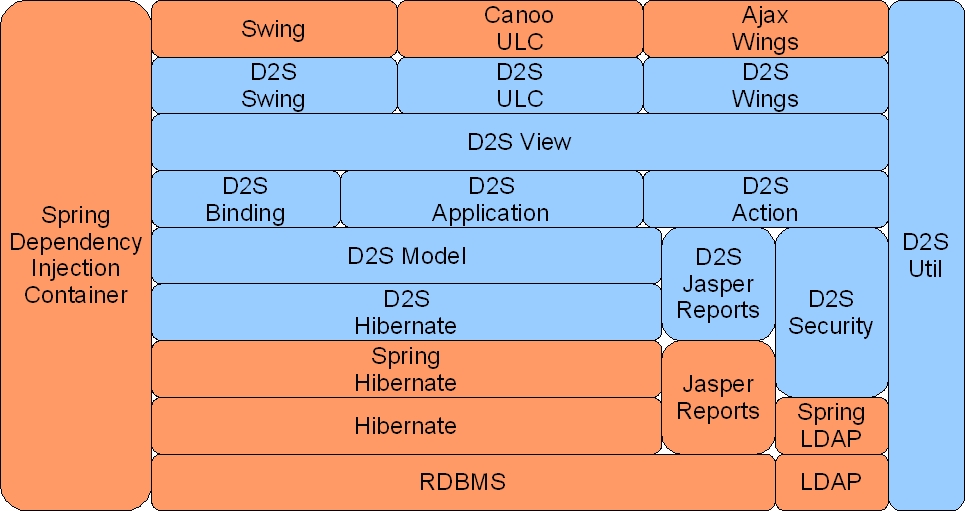 Swing
Canoo
ULC
Ajax
Wings
D2S
Swing
D2S
ULC
D2S
Wings
D2S View
D2S
Binding
D2S
Application
D2S
Action
Spring
Dependency
Injection
Container
D2S Model
D2S
Jasper
Reports
D2S
Util
D2S
Hibernate
D2S
Security
Spring
Hibernate
Jasper
Reports
Hibernate
Spring
LDAP
RDBMS
LDAP